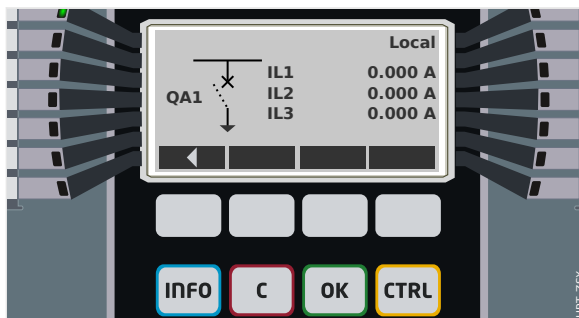 Local
IL1 0.000 A
IL2 0.000 A
QA1
IL3 0.000 A
INFO
C
OK
CTRL